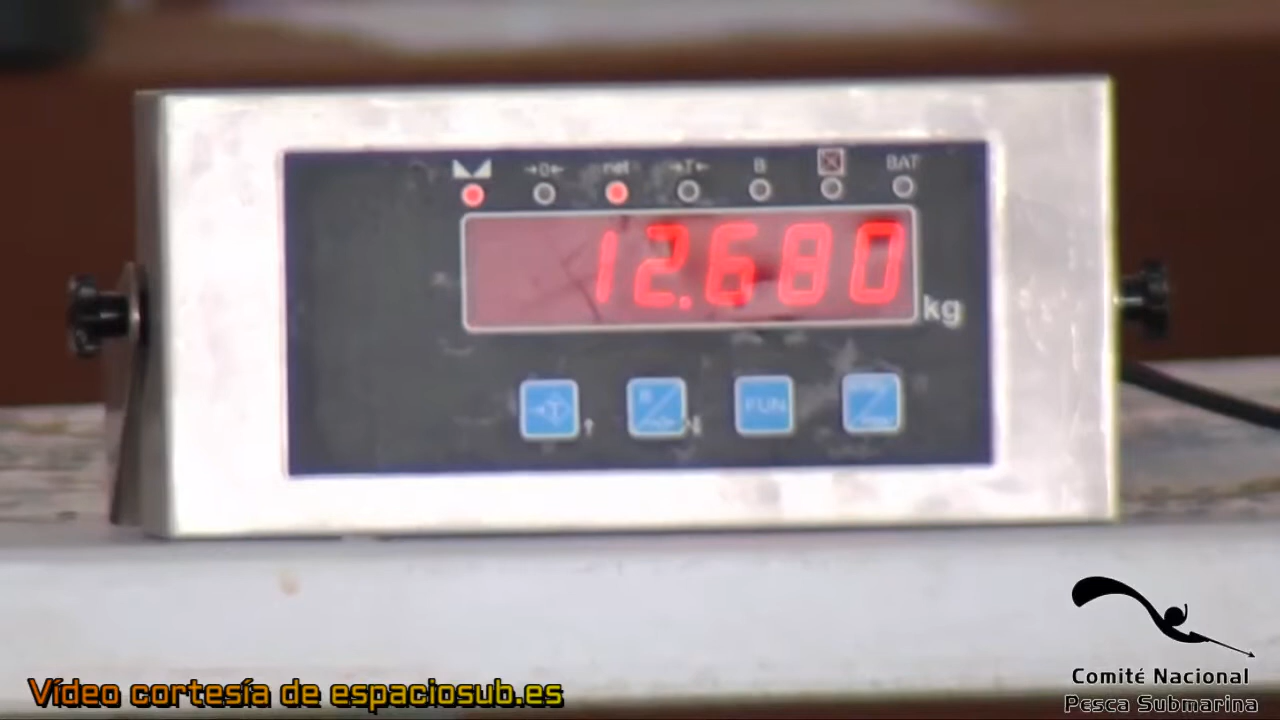 →0← net →T← B BAT
12.680
kg
FUN
Vídeo cortesía de espaciosub.es
Comité Nacional
Pesca Submarina